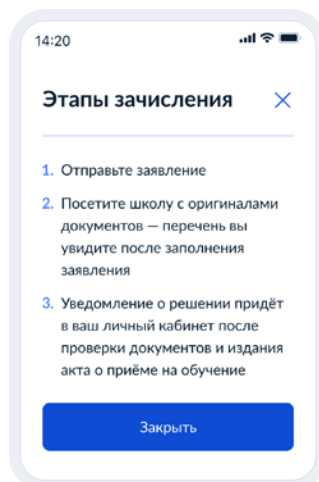 14:20
Этапы зачисления
1. Отправьте заявление
2. Посетите школу с оригиналами
документов — перечень вы
увидите после заполнения
заявления
3. Уведомление о решении придёт
в ваш личный кабинет после
проверки документов и издания
акта о приёме на обучение
Закрыть